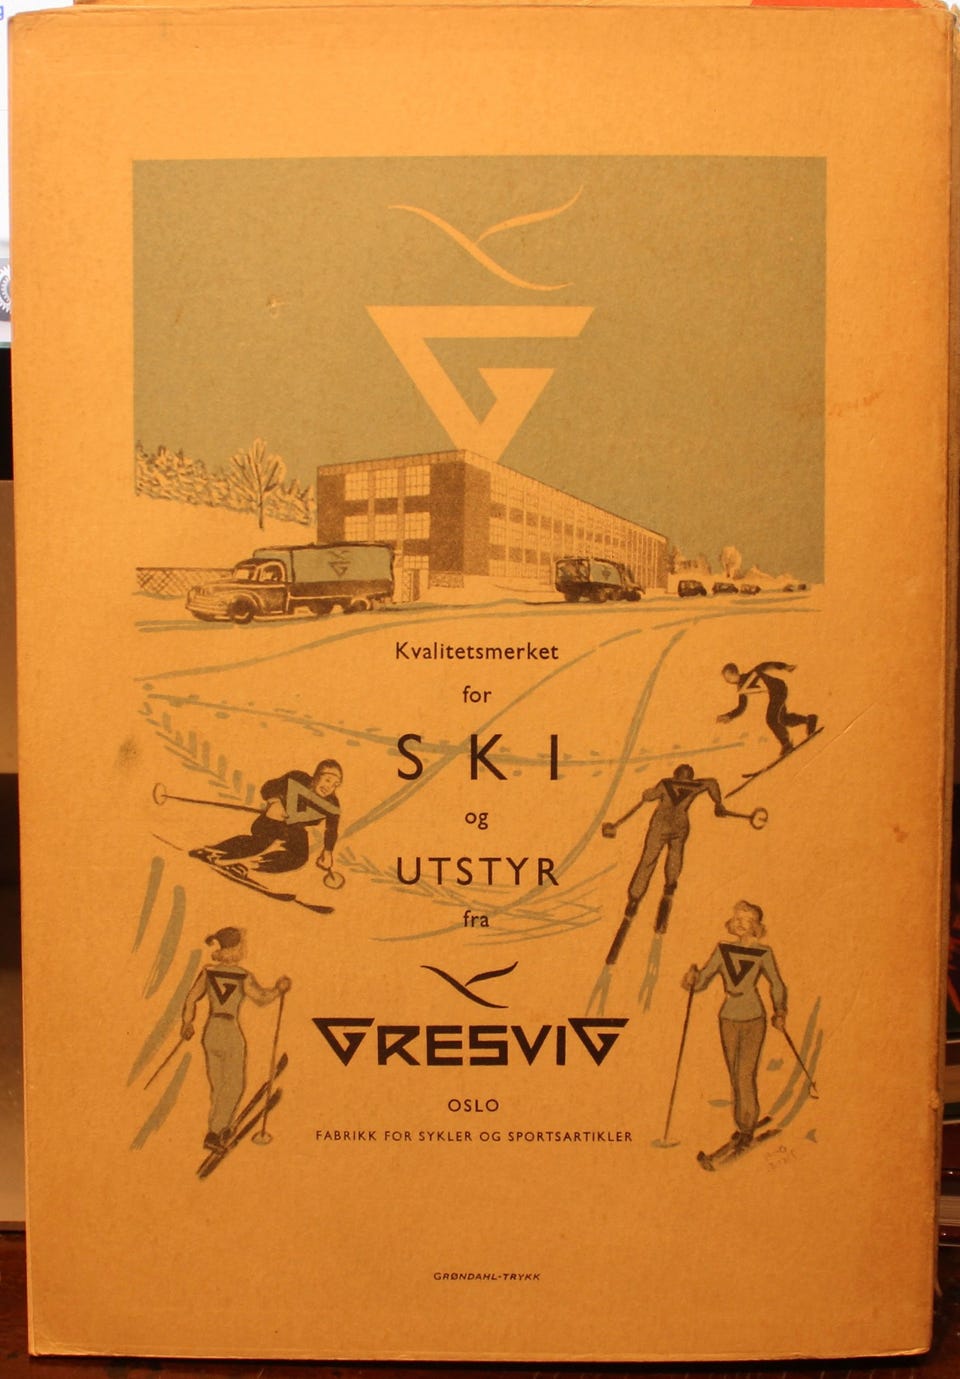 Kvalitetsmerket
for
SKI
og
UTSTYR
fra
GRESVIG
OSLO
FABRIKK FOR SYKLER OG SPORTSARTIKLER
GRØNDAHL-TRYKK